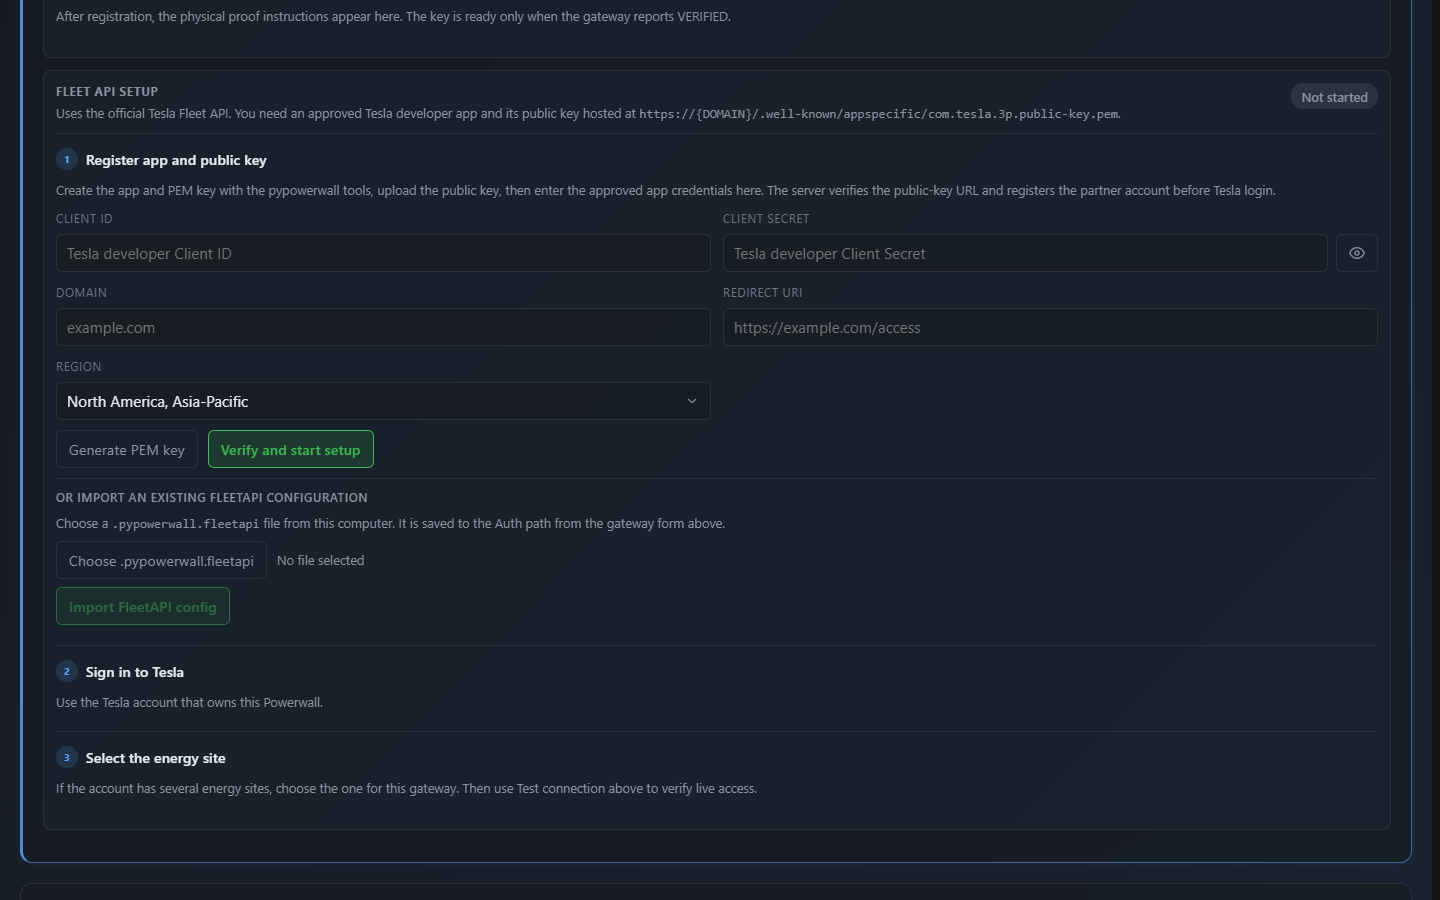 After registration, the physical proof instructions appear here. The key is ready only when the gateway reports VERIFIED.
FLEET API SETUP
Not started
Uses the official Tesla Fleet API. You need an approved Tesla developer app and its public key hosted at https://{DOMAIN}/.well-known/appspecific/com.tesla.3p.public-key.pem.
1 Register app and public key
Create the app and PEM key with the pypowerwall tools, upload the public key, then enter the approved app credentials here. The server verifies the public-key URL and registers the partner account before Tesla login.
CLIENT ID
CLIENT SECRET
Tesla developer Client ID
Tesla developer Client Secret
DOMAIN
REDIRECT URI
example.com
https://example.com/access
REGION
North America, Asia-Pacific
Generate PEM key
Verify and start setup
OR IMPORT AN EXISTING FLEETAPI CONFIGURATION
Choose a .pypowerwall.fleetapi file from this computer. It is saved to the Auth path from the gateway form above.
Choose .pypowerwall.fleetapi
No file selected
Import FleetAPI config
2 Sign in to Tesla
Use the Tesla account that owns this Powerwall.
3 Select the energy site
If the account has several energy sites, choose the one for this gateway. Then use Test connection above to verify live access.